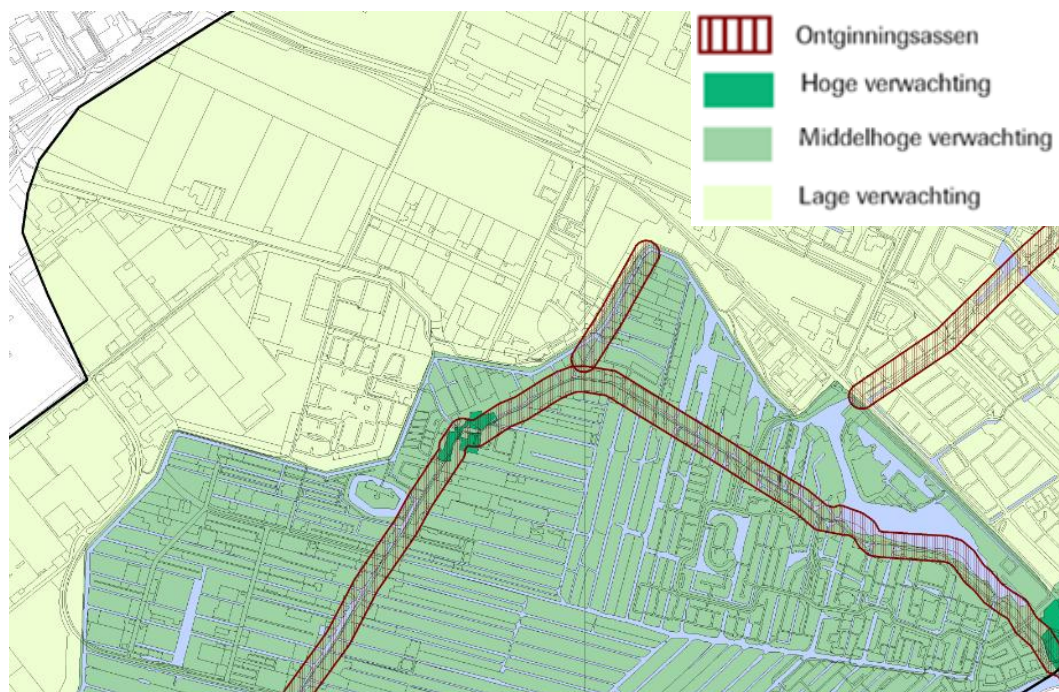 Ontginningsassen
Hoge verwachting
Middelhoge verwachting
Lage verwachting